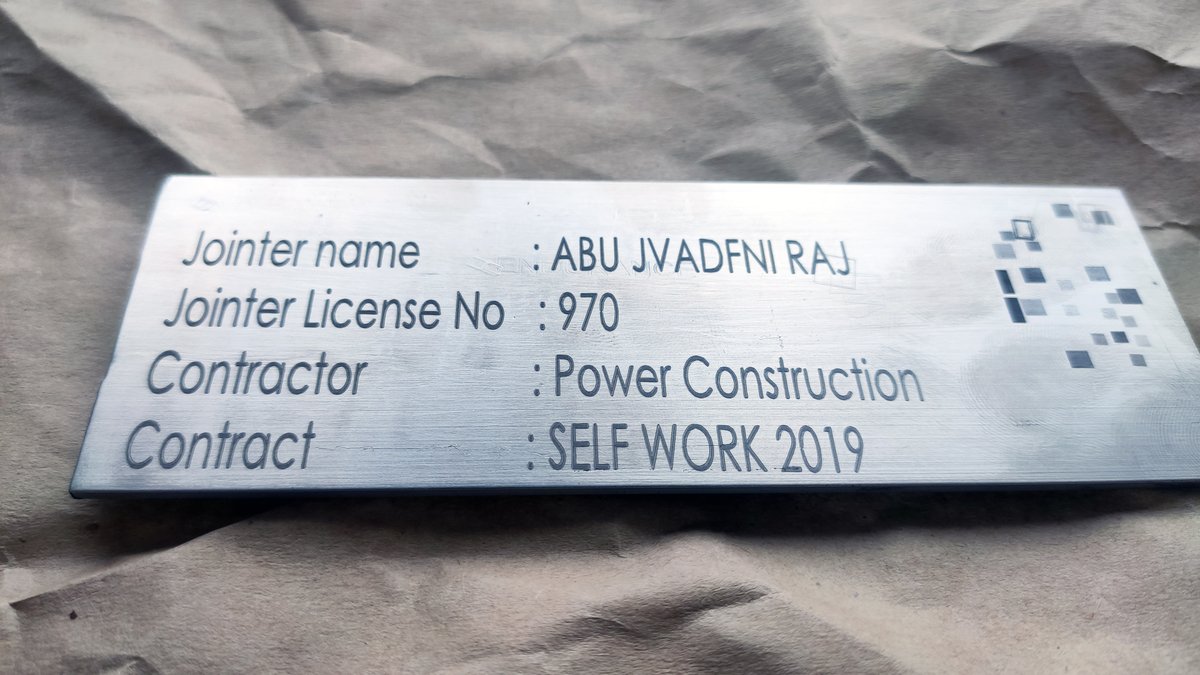 Jointer name : ABU JVADFNI RAJ
Jointer License No : 970
Contractor : Power Construction
Contract : SELF WORK 2019